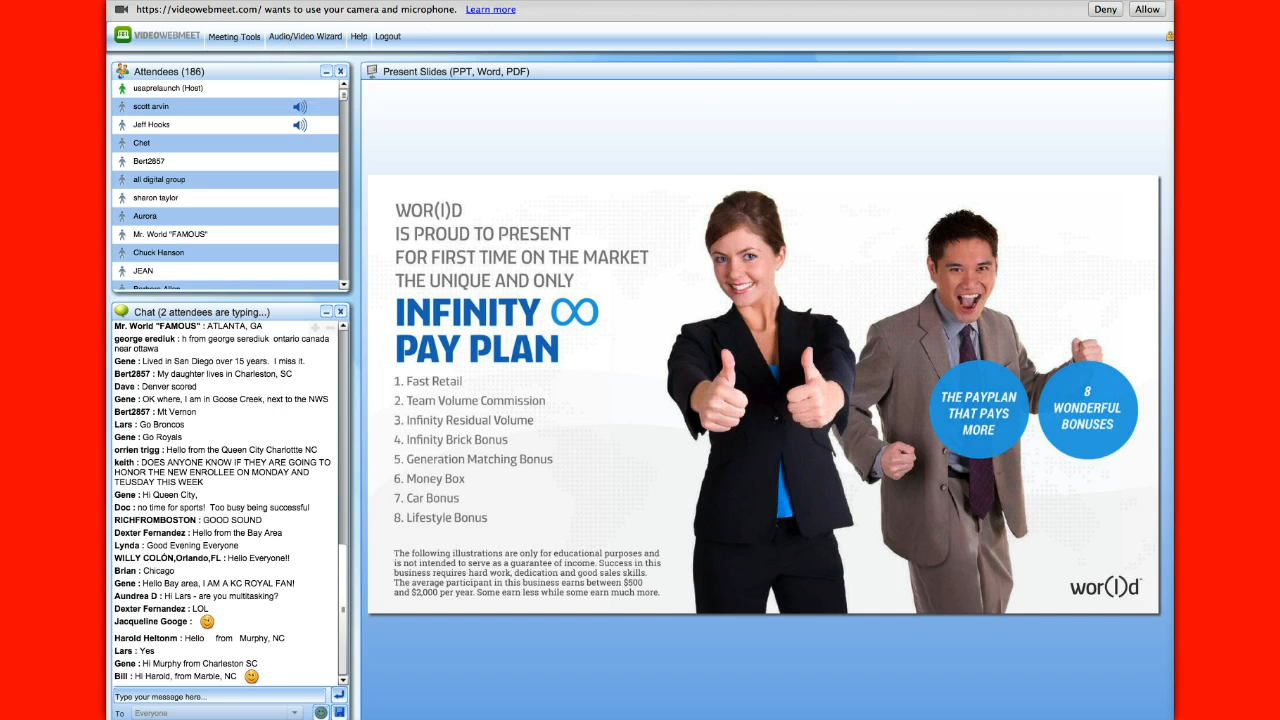 https://videowebmeet.com/ wants to use your camera and microphone. Learn more
Deny
Allow
VIDEOWEBMEET
Meeting Tools
Audio/Video Wizard
Help
Logout
Attendees (186)
usaprelaunch (Host)
scott arvin
Jeff Hooks
Chet
Bert2857
all digital group
sharon taylor
Aurora
Mr. World "FAMOUS"
Chuck Hanson
JEAN
Chat (2 attendees are typing...)
Mr. World "FAMOUS" : ATLANTA, GA
george erediuk : h from george serediuk ontario canada
near ottawa
Gene : Lived in San Diego over 15 years. I miss it.
Bert2857 : My daughter lives in Charleston, SC
Dave : Denver scored
Gene : OK where, I am in Goose Creek, next to the NWS
Bert2857 : Mt Vernon
Lars : Go Broncos
Gene : Go Royals
orrien trigg : Hello from the Queen City Charlottte NC
keith : DOES ANYONE KNOW IF THEY ARE GOING TO
HONOR THE NEW ENROLLEE ON MONDAY AND
TEUSDAY THIS WEEK
Gene : Hi Queen City,
Doc : no time for sports! Too busy being successful
RICHFROMBOSTON : GOOD SOUND
Dexter Fernandez : Hello from the Bay Area
Lynda : Good Evening Everyone
WILLY COLÓN,Orlando,FL : Hello Everyone!!
Brian : Chicago
Gene : Hello Bay area, I AM A KC ROYAL FAN!
Aundrea D : Hi Lars - are you multitasking?
Dexter Fernandez : LOL
Jacqueline Googe :
Harold Heltonm : Hello from Murphy, NC
Lars : Yes
Gene : Hi Murphy from Charleston SC
Bill : Hi Harold, from Marble, NC
Type your message here...
To
Everyone
Present Slides (PPT, Word, PDF)
WOR(I)D
IS PROUD TO PRESENT
FOR FIRST TIME ON THE MARKET
THE UNIQUE AND ONLY
INFINITY ∞
PAY PLAN
1. Fast Retail
2. Team Volume Commission
3. Infinity Residual Volume
4. Infinity Brick Bonus
5. Generation Matching Bonus
6. Money Box
7. Car Bonus
8. Lifestyle Bonus
The following illustrations are only for educational purposes and
is not intended to serve as a guarantee of income. Success in this
business requires hard work, dedication and good sales skills.
The average participant in this business earns between $500
and $2,000 per year. Some earn less while some earn much more.
THE PAYPLAN
THAT PAYS
MORE
8
WONDERFUL
BONUSES
wor(l)d